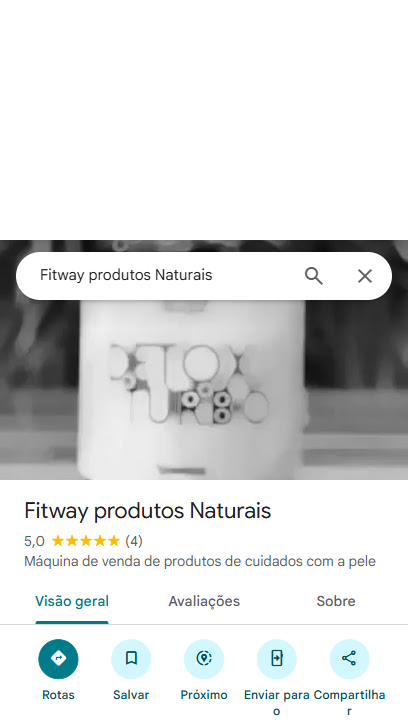 Fitway produtos Naturais
DETOX
TURBO
Fitway produtos Naturais
5,0 ★★★★★ (4)
Máquina de venda de produtos de cuidados com a pele
Visão geral Avaliações Sobre
Rotas Salvar Próximo Enviar para Compartilha
o r